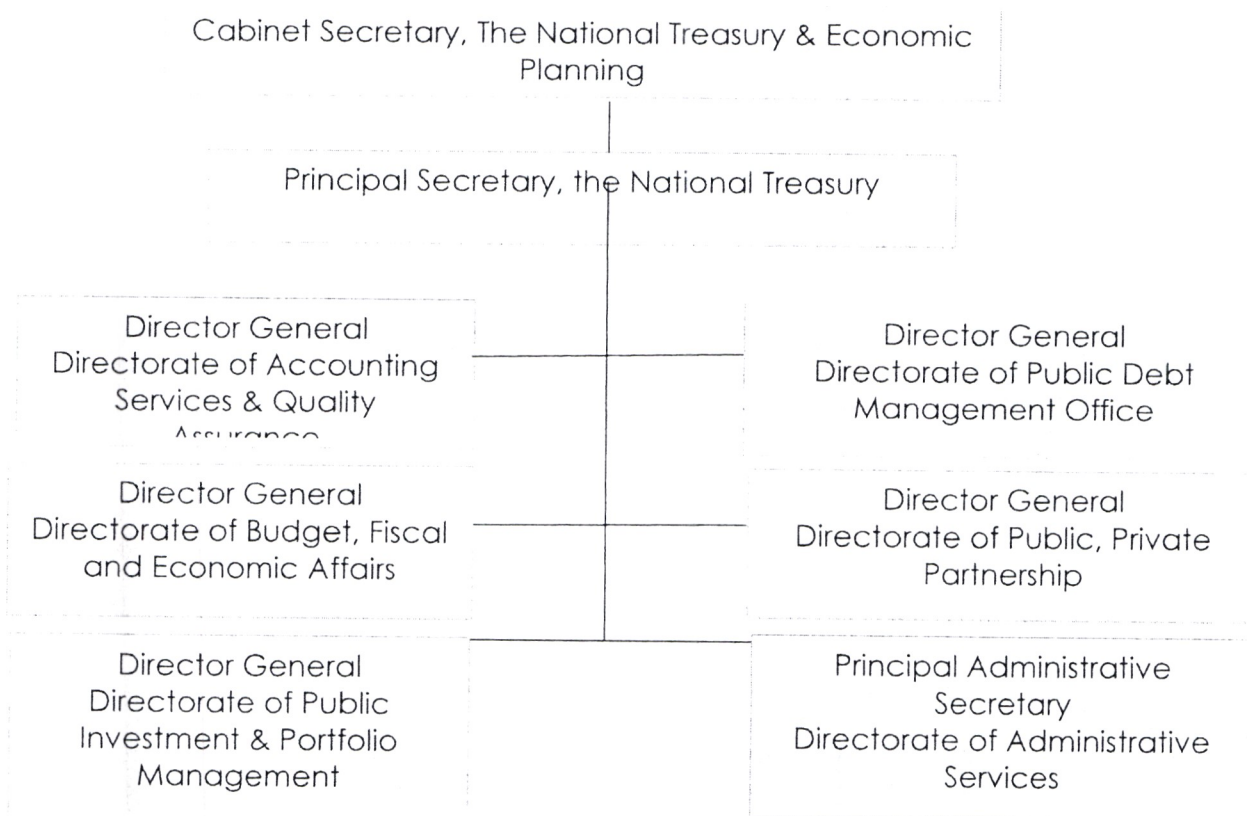 Cabinet Secretary, The National Treasury & Economic
Planning
Principal Secretary, the National Treasury
Director General
Directorate of Accounting
Services & Quality
Assurance
Director General
Directorate of Public Debt
Management Office
Director General
Directorate of Budget, Fiscal
and Economic Affairs
Director General
Directorate of Public, Private
Partnership
Director General
Directorate of Public
Investment & Portfolio
Management
Principal Administrative
Secretary
Directorate of Administrative
Services